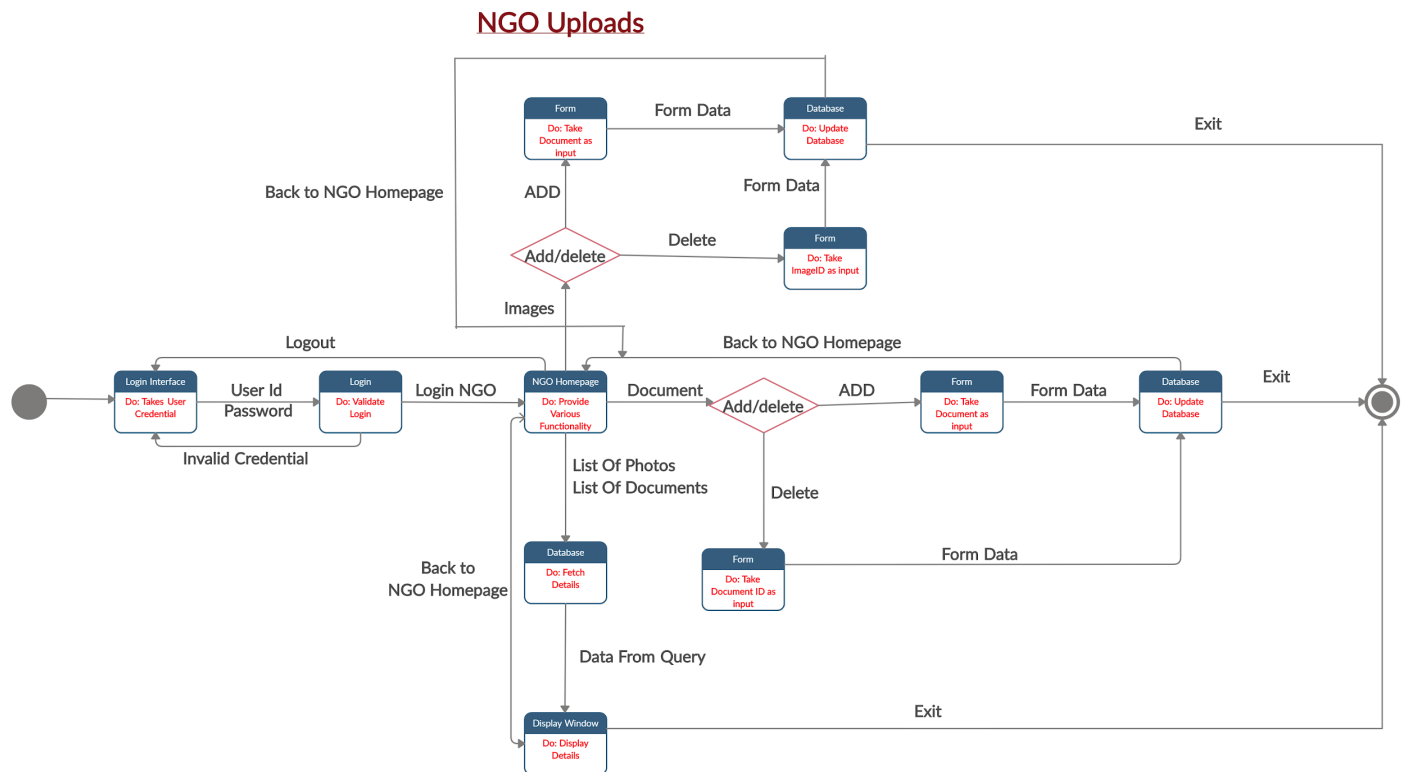 NGO Uploads
Form
Do: Take
Document as
input
Form Data
Database
Do: Update
Database
Exit
Back to NGO Homepage
ADD
Form Data
Add/delete
Delete
Form
Do: Take
ImageID as input
Images
Logout
Back to NGO Homepage
Login Interface
Do: Takes User
Credential
User Id
Password
Login
Do: Validate
Login
Login NGO
NGO Homepage
Do: Provide
Various
Functionality
Document
Add/delete
ADD
Form
Do: Take
Document as
input
Form Data
Database
Do: Update
Database
Exit
Invalid Credential
List Of Photos
List Of Documents
Delete
Database
Do: Fetch
Details
Form
Do: Take
Document ID as
input
Form Data
Back to
NGO Homepage
Data From Query
Display Window
Do: Display
Details
Exit